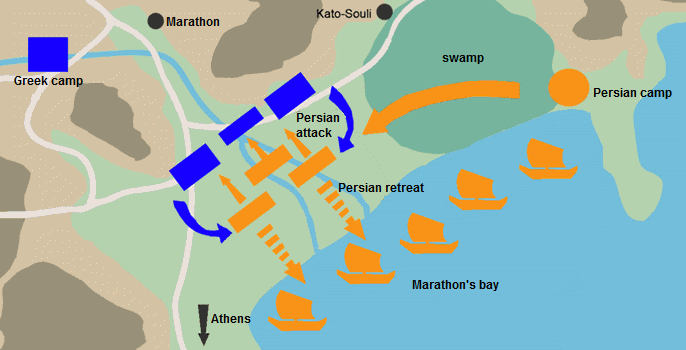 Kato-Souli
Marathon
swamp
Greek camp
Persian camp
Persian
attack
Persian retreat
Marathon's bay
Athens